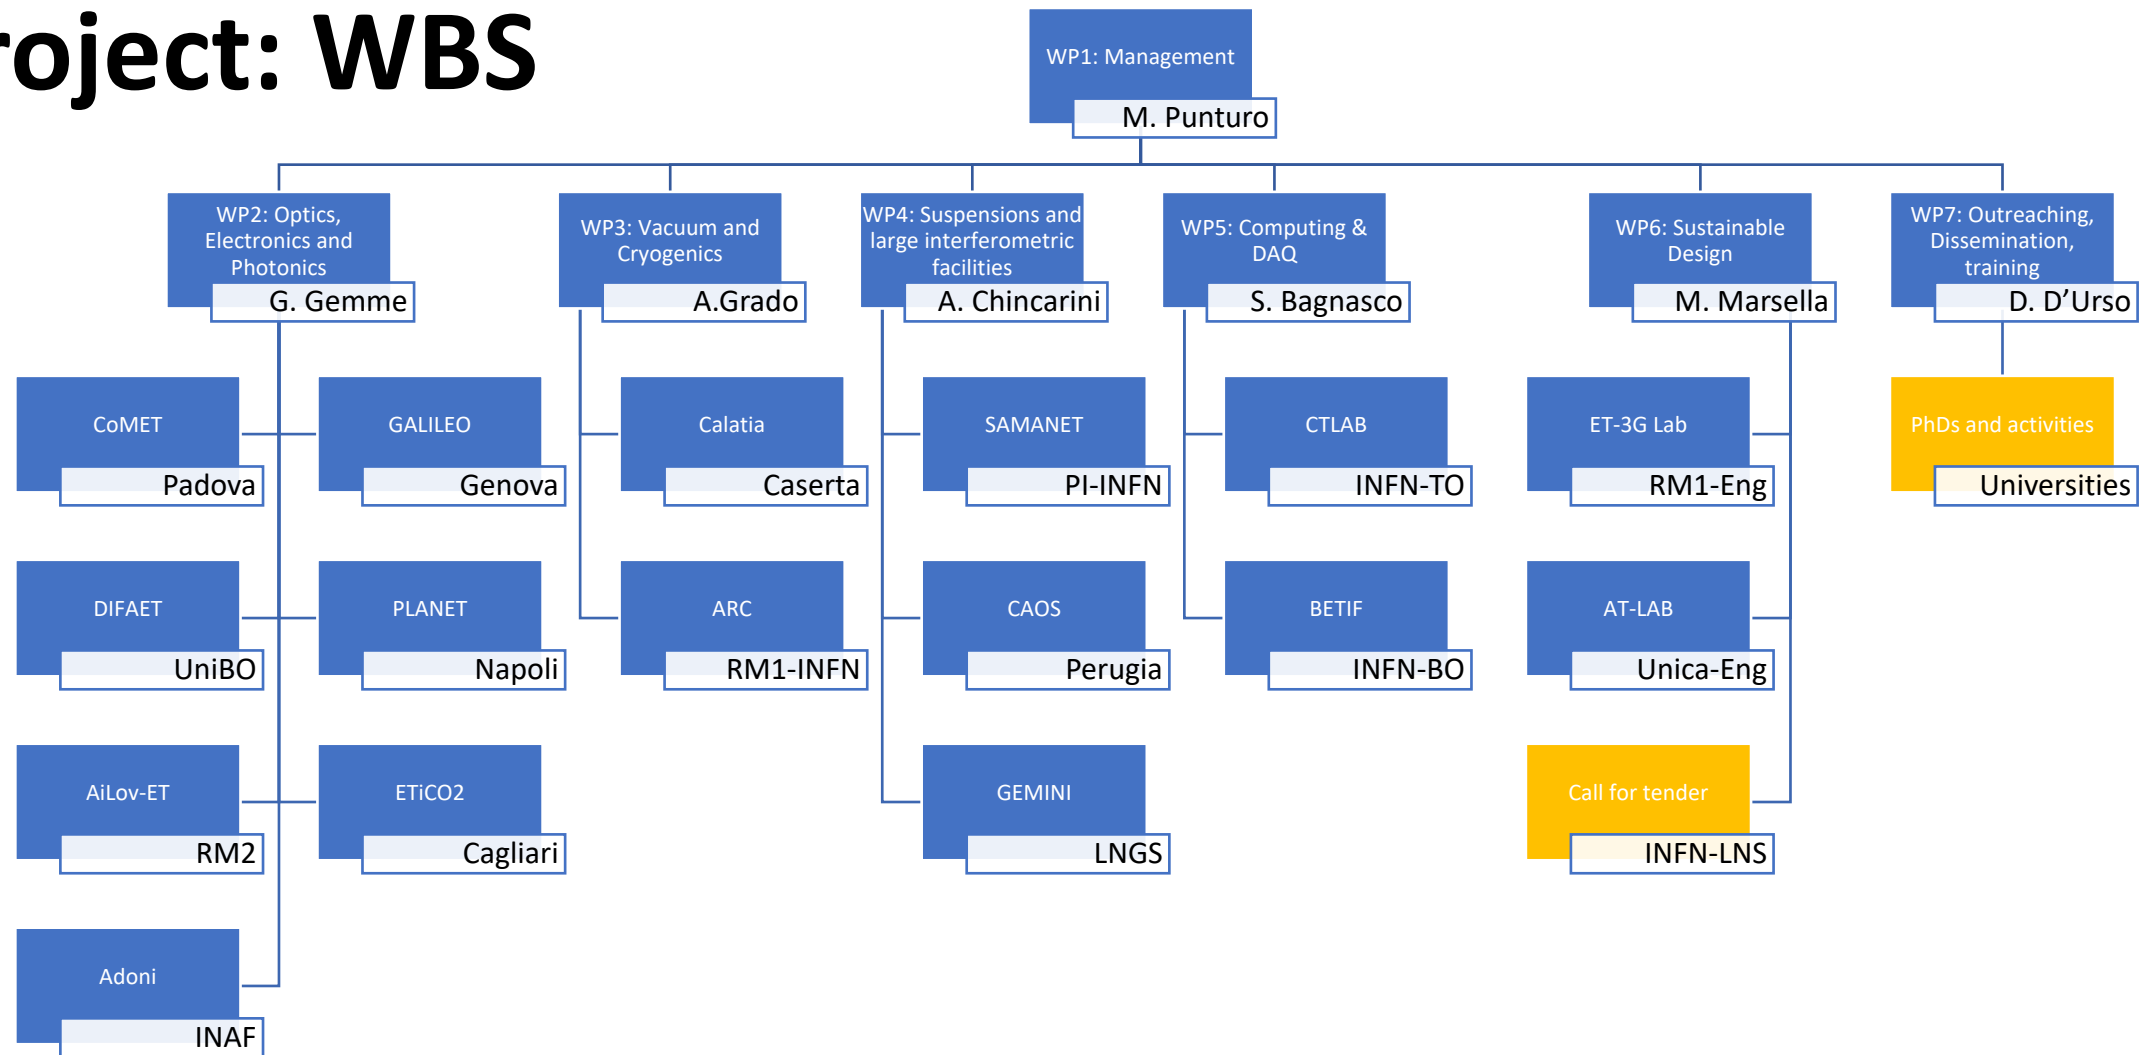 roject: WBS
WP1: Management
M. Punturo
WP2: Optics,
Electronics and
Photonics
G. Gemme
WP3: Vacuum and
Cryogenics
A.Grado
WP4: Suspensions and
large interferometric
facilities
A. Chincarini
WP5: Computing &
DAQ
S. Bagnasco
WP6: Sustainable
Design
M. Marsella
WP7: Outreaching,
Dissemination,
training
D. D’Urso
CoMET
Padova
GALILEO
Genova
Calatia
Caserta
SAMANET
PI-INFN
CTLAB
INFN-TO
ET-3G Lab
RM1-Eng
PhDs and activities
Universities
DIFAET
UniBO
PLANET
Napoli
ARC
RM1-INFN
CAOS
Perugia
BETIF
INFN-BO
AT-LAB
Unica-Eng
AiLov-ET
RM2
ETiCO2
Cagliari
GEMINI
LNGS
Call for tender
INFN-LNS
Adoni
INAF